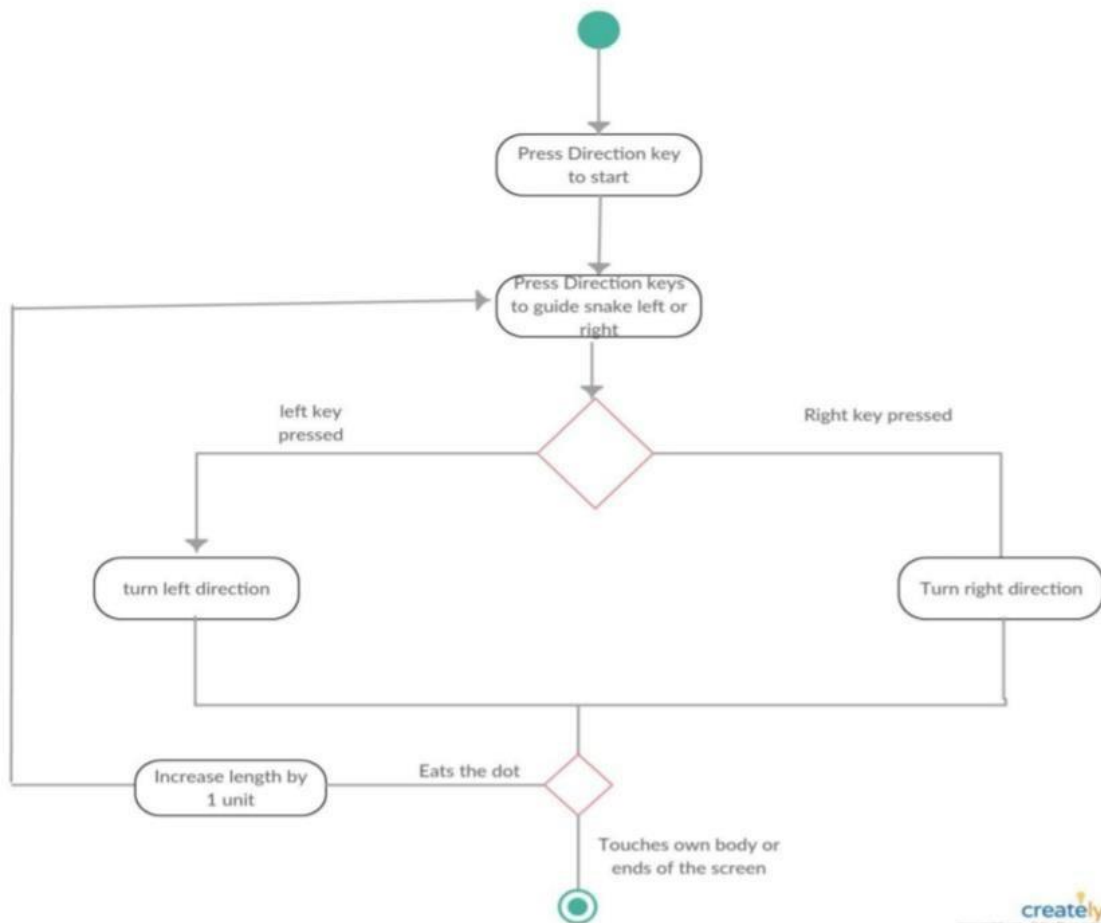 Press Direction key
to start
Press Direction keys
to guide snake left or
right
left key
pressed
Right key pressed
turn left direction
Turn right direction
Increase length by
1 unit
Eats the dot
Touches own body or
ends of the screen
creately